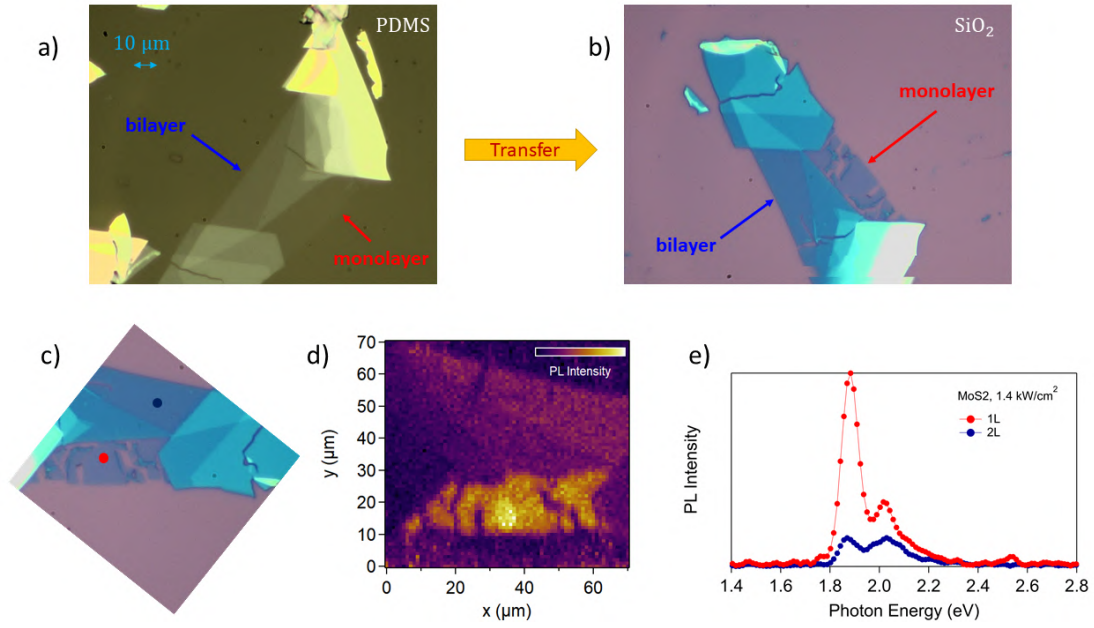 a)
PDMS
10 μm
bilayer
monolayer
Transfer
b)
SiO₂
monolayer
bilayer
c)
d)
PL Intensity
70
60
50
40
30
20
10
0
y (μm)
0 20 40 60
x (μm)
e)
MoS2, 1.4 kW/cm²
1L
2L
PL Intensity
1.4 1.6 1.8 2.0 2.2 2.4 2.6 2.8
Photon Energy (eV)